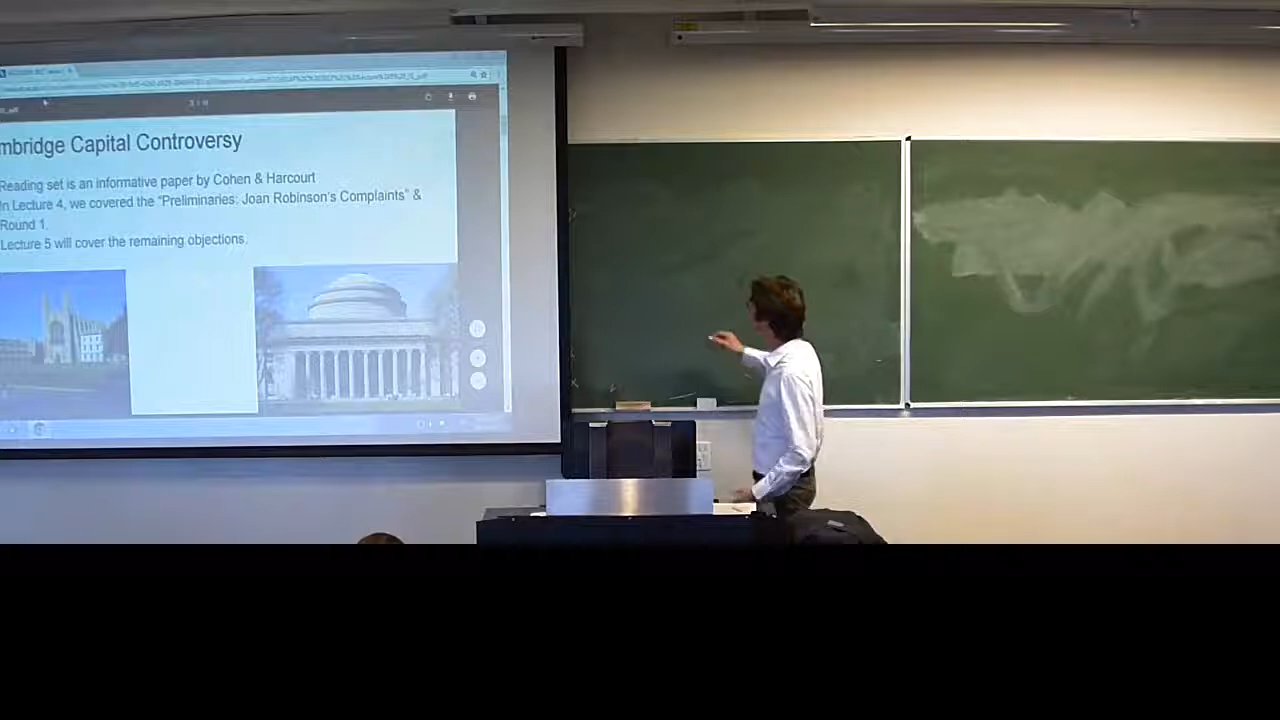 mbridge Capital Controversy
Reading set is an informative paper by Cohen & Harcourt
In Lecture 4, we covered the "Preliminaries: Joan Robinson's Complaints" &
Round 1.
Lecture 5 will cover the remaining objections.